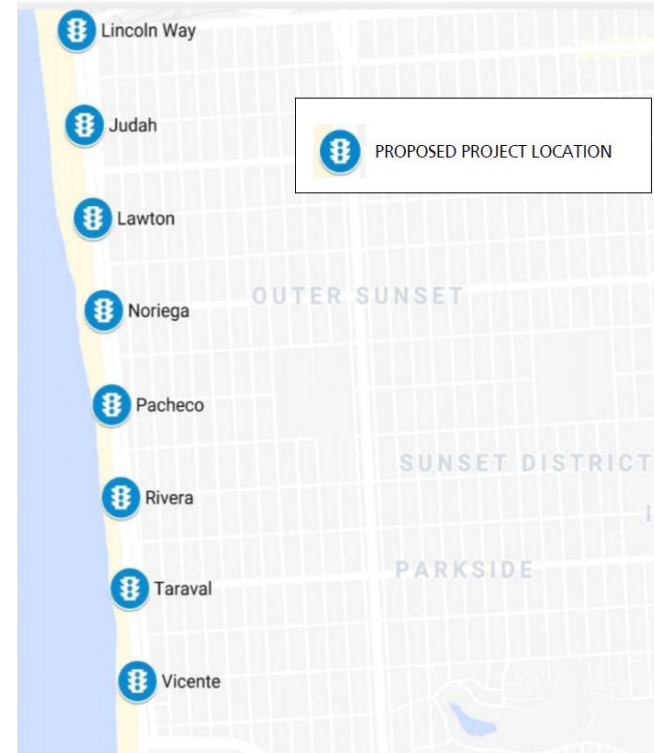 Lincoln Way
Judah
PROPOSED PROJECT LOCATION
Lawton
OUTER SUNSET
Noriega
Pacheco
SUNSET DISTRICT
Rivera
PARKSIDE
Taraval
Vicente